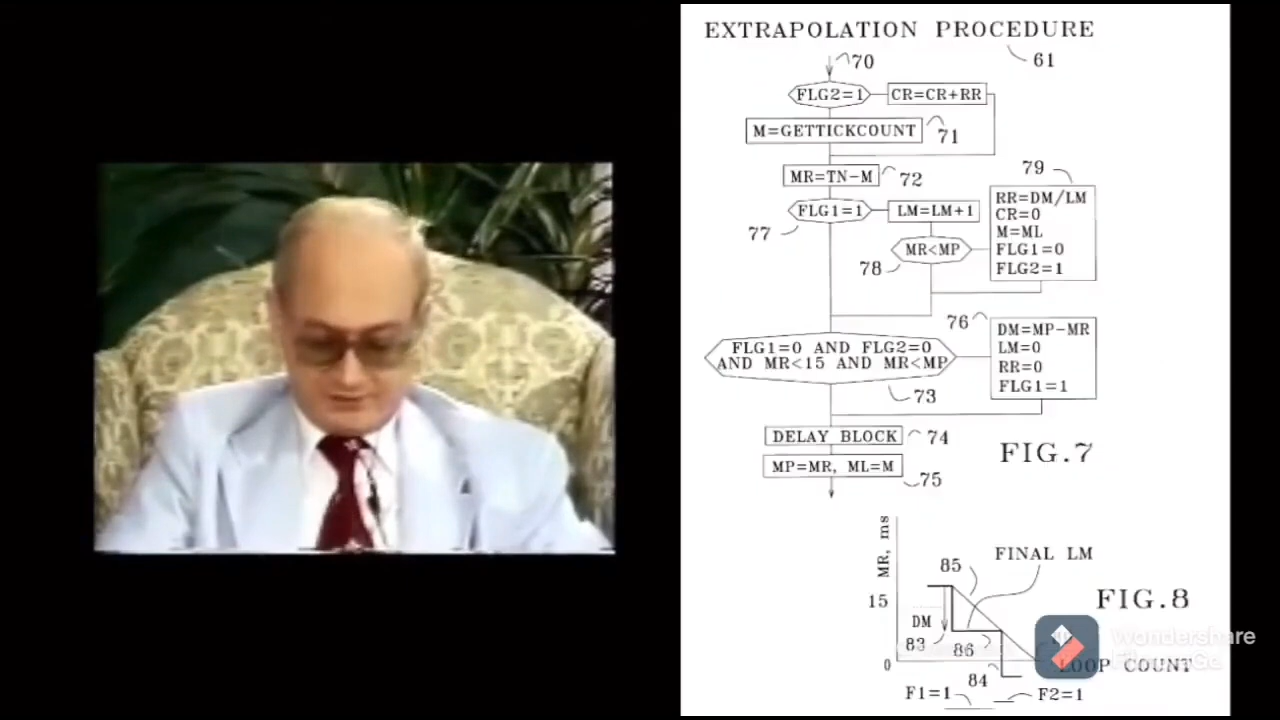 EXTRAPOLATION PROCEDURE
61
70
FLG2=1
CR=CR+RR
M=GETTICKCOUNT
71
MR=TN-M
72
79
FLG1=1
LM=LM+1
77
MR<MP
78
RR=DM/LM
CR=0
M=ML
FLG1=0
FLG2=1
76
FLG1=0 AND FLG2=0
AND MR<15 AND MR<MP
73
DM=MP-MR
LM=0
RR=0
FLG1=1
DELAY BLOCK
74
MP=MR, ML=M
75
FIG.7
MR, ms
15
0
85
FINAL LM
FIG.8
DM
83
86
84
LOOP COUNT
F1=1
F2=1
Wondershare